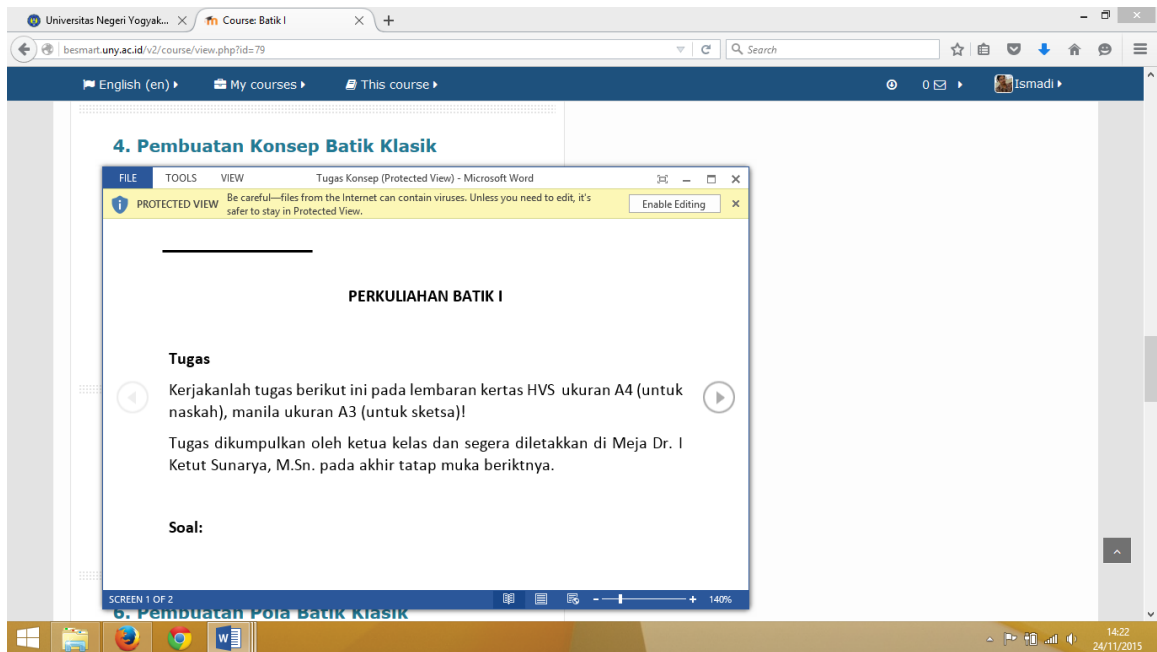 Universitas Negeri Yogyak...
Course: Batik I
besmart.uny.ac.id/v2/course/view.php?id=79
Search
English (en)
My courses
This course
0
Ismadi
4. Pembuatan Konsep Batik Klasik
FILE TOOLS VIEW Tugas Konsep (Protected View) - Microsoft Word
PROTECTED VIEW Be careful—files from the Internet can contain viruses. Unless you need to edit, it's
safer to stay in Protected View.
Enable Editing
PERKULIAHAN BATIK I
Tugas
Kerjakanlah tugas berikut ini pada lembaran kertas HVS ukuran A4 (untuk
naskah), manila ukuran A3 (untuk sketsa)!
Tugas dikumpulkan oleh ketua kelas dan segera diletakkan di Meja Dr. I
Ketut Sunarya, M.Sn. pada akhir tatap muka beriktnya.
Soal:
SCREEN 1 OF 2
140%
6. Pembuatan Pola Batik Klasik
14:22
24/11/2015